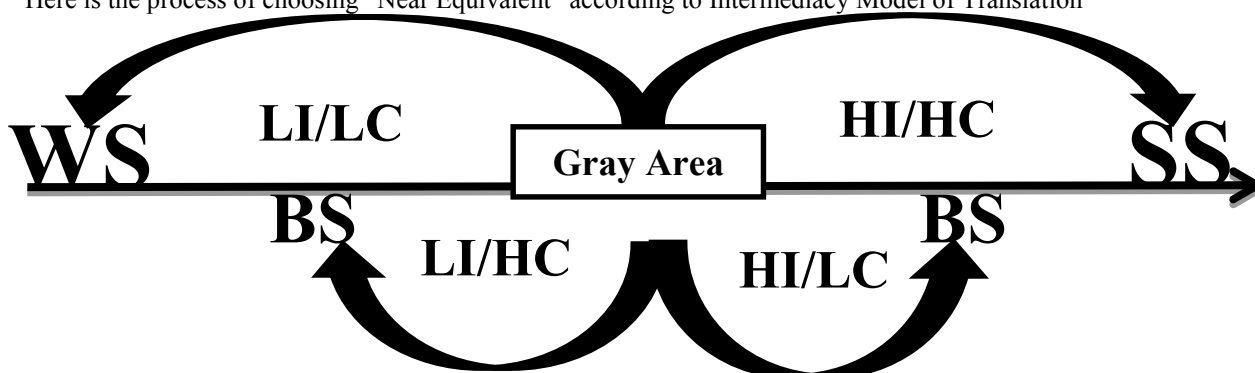 Here is the process of choosing "Near Equivalent" according to Intermediacy Model of Translation
LI/LC
HI/HC
WS
Gray Area
SS
BS
BS
LI/HC
HI/LC